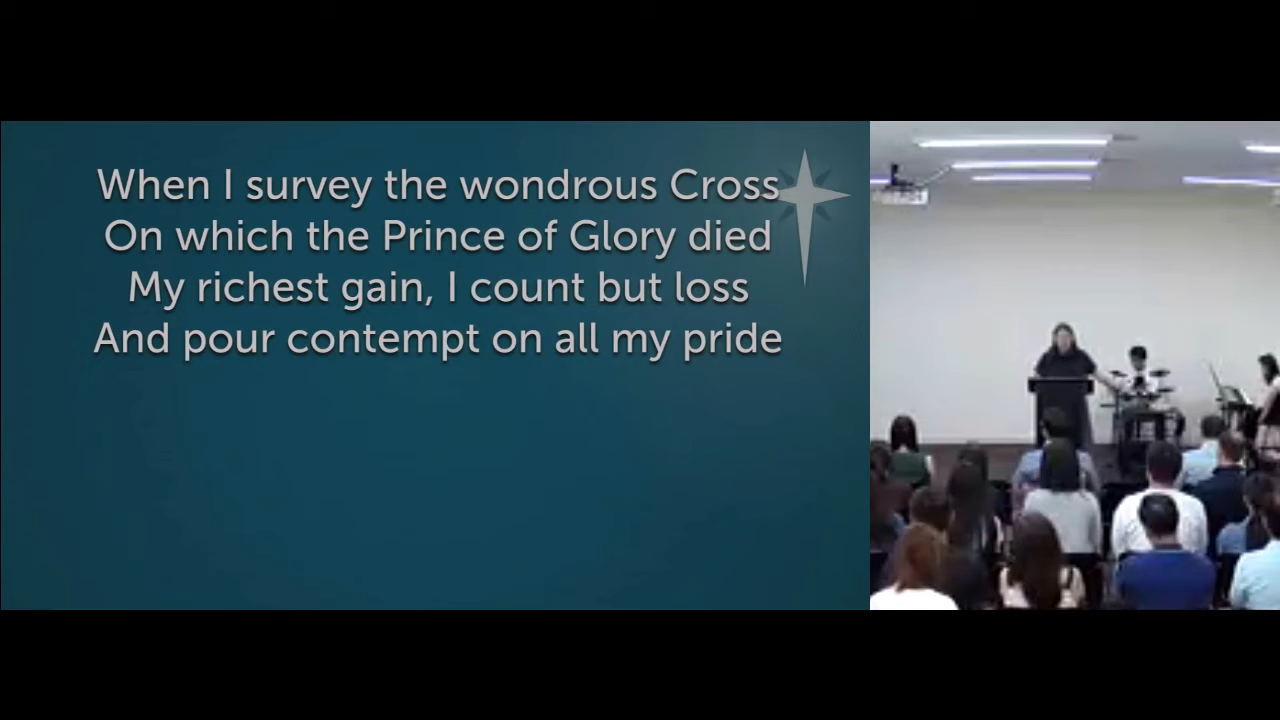 When I survey the wondrous Cross
On which the Prince of Glory died
My richest gain, I count but loss
And pour contempt on all my pride